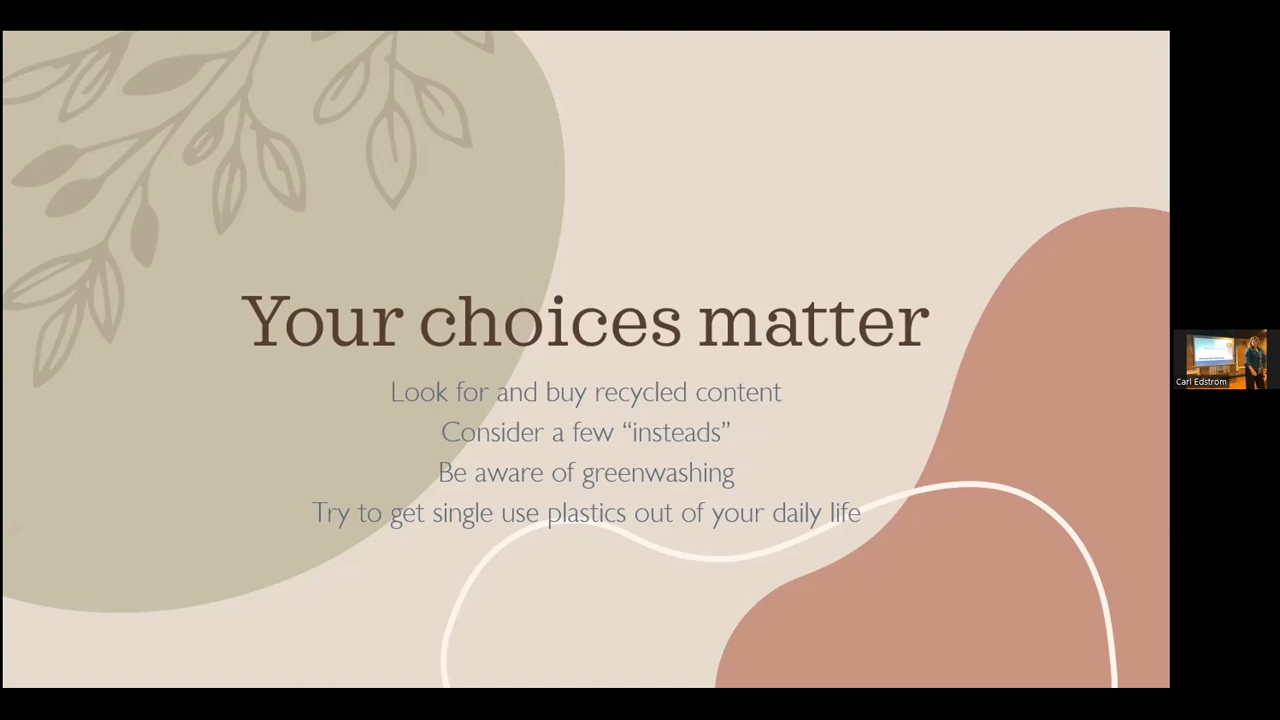 Your choices matter
Look for and buy recycled content
Consider a few “insteads”
Be aware of greenwashing
Try to get single use plastics out of your daily life
Carl Edstrom